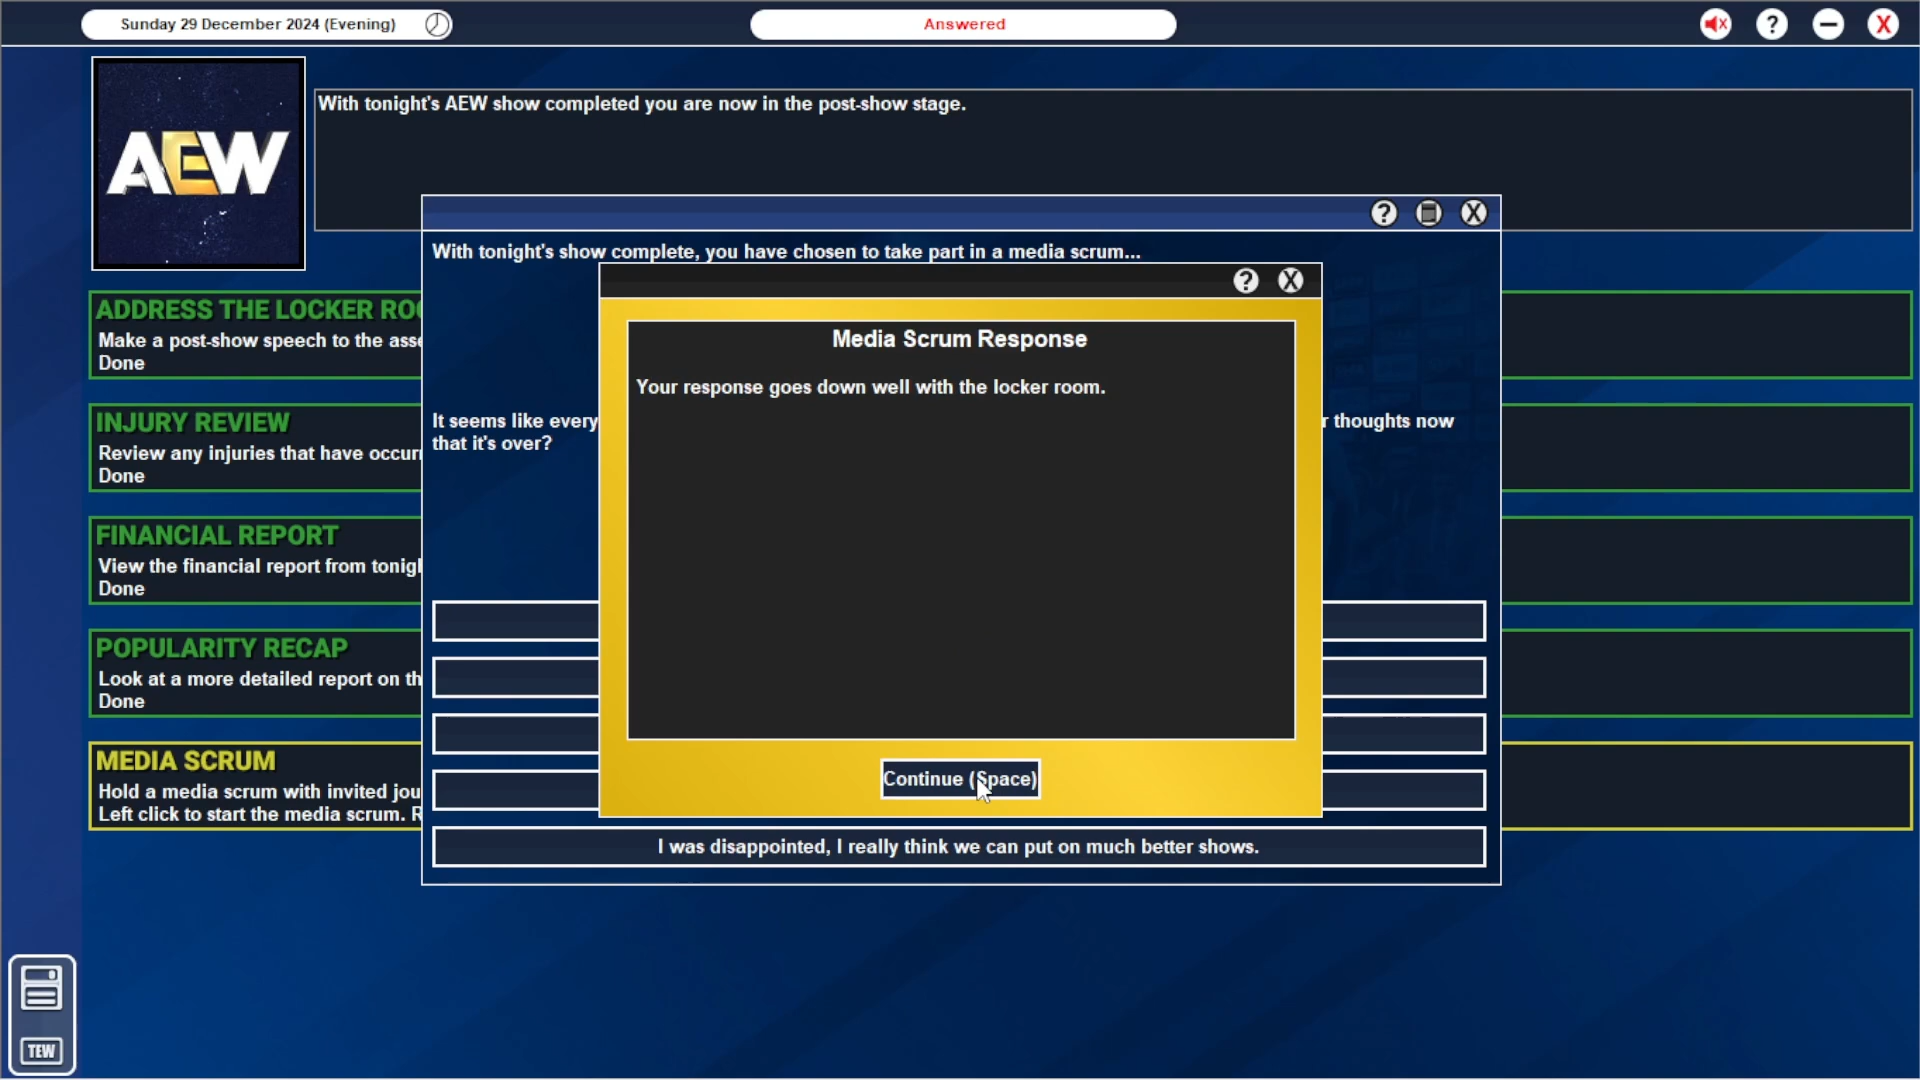 Sunday 29 December 2024 (Evening)
Answered
AEW
With tonight's AEW show completed you are now in the post-show stage.
With tonight's show complete, you have chosen to take part in a media scrum...
ADDRESS THE LOCKER
Make a post-show speech to the
Done
INJURY REVIEW
Review any injuries that have
Done
FINANCIAL REPORT
View the financial report from
Done
POPULARITY RECAP
Look at a more detailed report on
Done
MEDIA SCRUM
Hold a media scrum with invited
Left click to start the media scrum.
It seems like every
thoughts now
that it's over?
Media Scrum Response
Your response goes down well with the locker room.
Continue (Space)
I was disappointed, I really think we can put on much better shows.
TEW